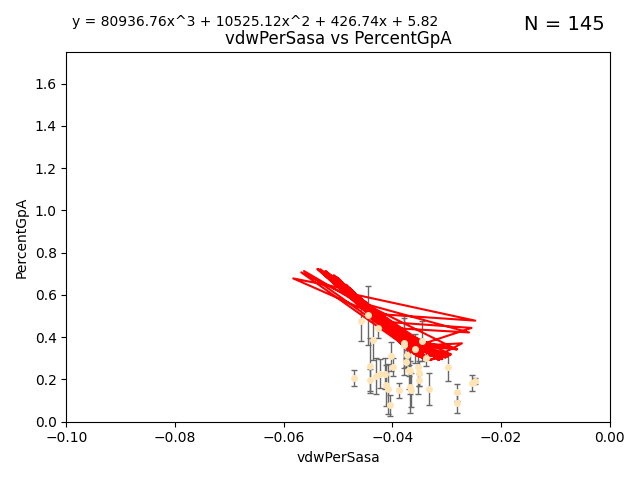 y = 80936.76x^3 + 10525.12x^2 + 426.74x + 5.82
N = 145
vdwPerSasa vs PercentGpA
PercentGpA
1.6
1.4
1.2
1.0
0.8
0.6
0.4
0.2
0.0
−0.10 −0.08 −0.06 −0.04 −0.02 0.00
vdwPerSasa